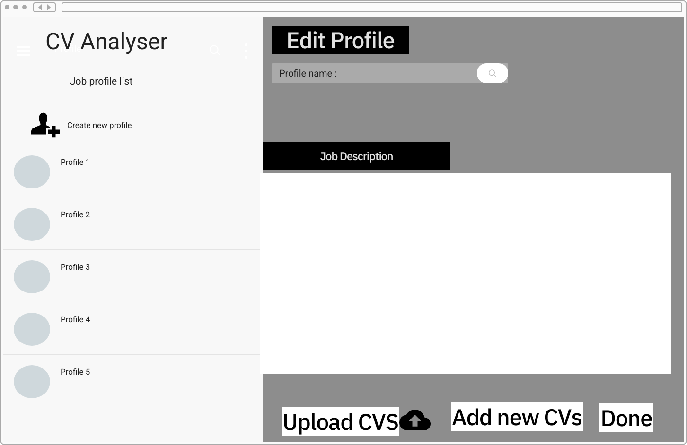 CV Analyser
Job profile list
Create new profile
Profile 1
Profile 2
Profile 3
Profile 4
Profile 5
Edit Profile
Profile name :
Job Description
Upload CVS
Add new CVs
Done